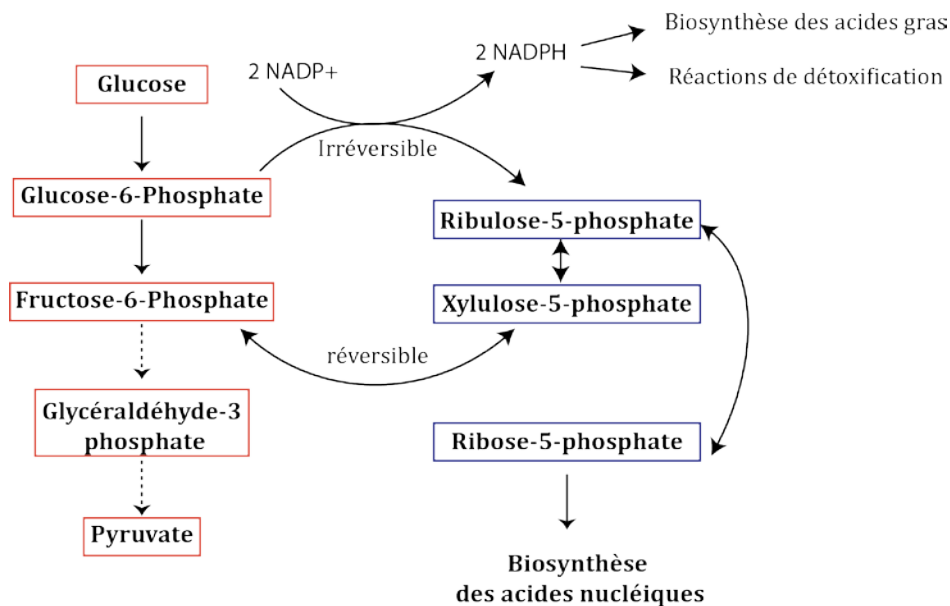 Biosynthèse des acides gras
2 NADP+
2 NADPH
Réactions de détoxification
Glucose
Irréversible
Glucose-6-Phosphate
Ribulose-5-phosphate
Fructose-6-Phosphate
Xylulose-5-phosphate
réversible
Glycéraldéhyde-3
phosphate
Ribose-5-phosphate
Pyruvate
Biosynthèse
des acides nucléiques